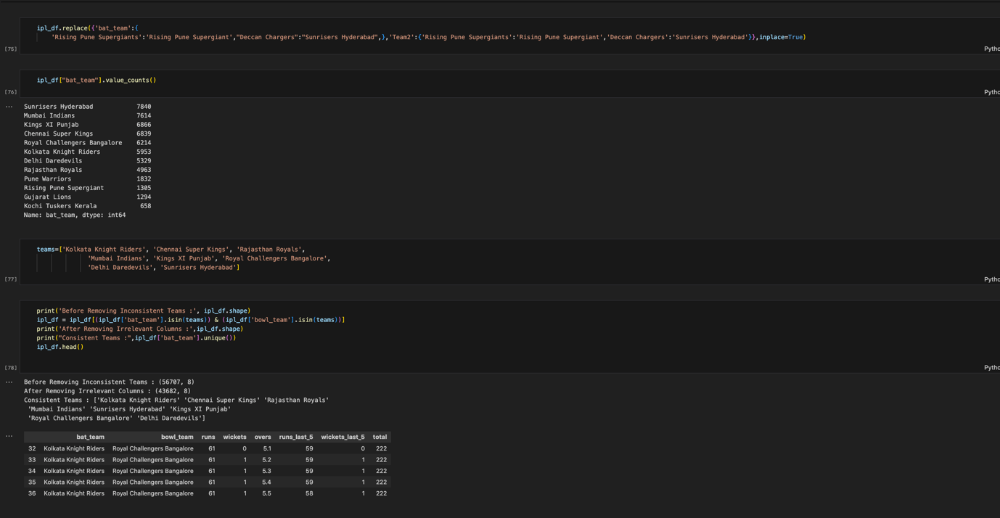 ipl_df.replace({'bat_team':{
'Rising Pune Supergiants':'Rising Pune Supergiant',"Deccan Chargers":"Sunrisers Hyderabad",},'Team2':{'Rising Pune Supergiants':'Rising Pune Supergiant','Deccan Chargers':'Sunrisers Hyderabad'}},inplace=True)
[75]
Pytho
ipl_df["bat_team"].value_counts()
[76]
Pytho
... Sunrisers Hyderabad 7840
Mumbai Indians 7614
Kings XI Punjab 6866
Chennai Super Kings 6839
Royal Challengers Bangalore 6214
Kolkata Knight Riders 5953
Delhi Daredevils 5329
Rajasthan Royals 4963
Pune Warriors 1832
Rising Pune Supergiant 1305
Gujarat Lions 1294
Kochi Tuskers Kerala 658
Name: bat_team, dtype: int64
teams=['Kolkata Knight Riders', 'Chennai Super Kings', 'Rajasthan Royals',
'Mumbai Indians', 'Kings XI Punjab', 'Royal Challengers Bangalore',
'Delhi Daredevils', 'Sunrisers Hyderabad']
[77]
Pytho
print('Before Removing Inconsistent Teams :', ipl_df.shape)
ipl_df = ipl_df[(ipl_df['bat_team'].isin(teams)) & (ipl_df['bowl_team'].isin(teams))]
print('After Removing Irrelevant Columns :',ipl_df.shape)
print("Consistent Teams :",ipl_df['bat_team'].unique())
ipl_df.head()
[78]
Pytho
... Before Removing Inconsistent Teams : (56707, 8)
After Removing Irrelevant Columns : (43682, 8)
Consistent Teams : ['Kolkata Knight Riders' 'Chennai Super Kings' 'Rajasthan Royals'
'Mumbai Indians' 'Sunrisers Hyderabad' 'Kings XI Punjab'
'Royal Challengers Bangalore' 'Delhi Daredevils']
... bat_team bowl_team runs wickets overs runs_last_5 wickets_last_5 total
32 Kolkata Knight Riders Royal Challengers Bangalore 61 0 5.1 59 0 222
33 Kolkata Knight Riders Royal Challengers Bangalore 61 1 5.2 59 1 222
34 Kolkata Knight Riders Royal Challengers Bangalore 61 1 5.3 59 1 222
35 Kolkata Knight Riders Royal Challengers Bangalore 61 1 5.4 59 1 222
36 Kolkata Knight Riders Royal Challengers Bangalore 61 1 5.5 58 1 222